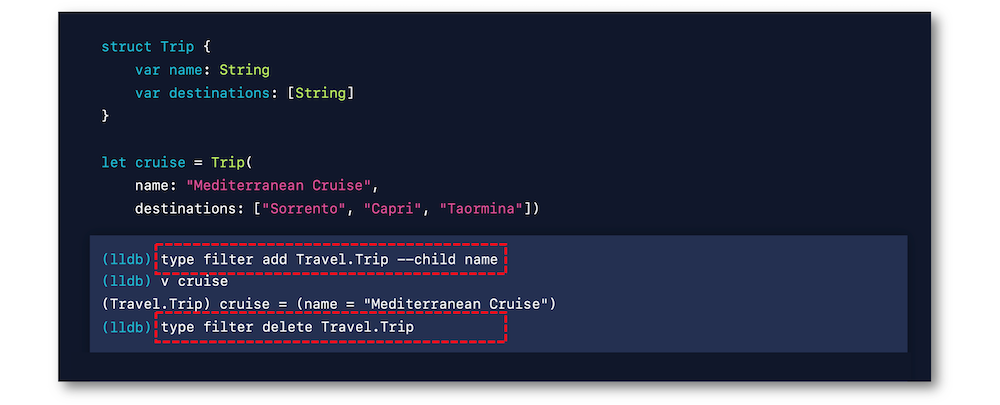 struct Trip {
var name: String
var destinations: [String]
}
let cruise = Trip(
name: "Mediterranean Cruise",
destinations: ["Sorrento", "Capri", "Taormina"])
(lldb) type filter add Travel.Trip --child name
(lldb) v cruise
(Travel.Trip) cruise = (name = "Mediterranean Cruise")
(lldb) type filter delete Travel.Trip